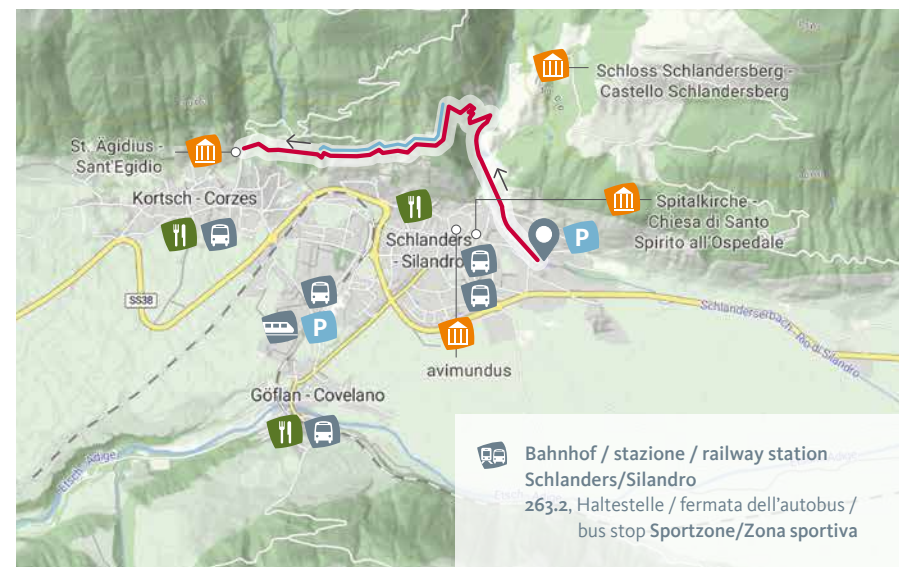 Schloss Schlandersberg -
Castello Schlandersberg
St. Ägidius -
Sant'Egidio
Kortsch - Corzes
Spitalkirche -
Chiesa di Santo
Spirito all'Ospedale
P
Schlanders
- Silandro
SS38
Schlanderserbach - Rio di Silandro
P
avimundus
Göflan - Covelano
Etsch - Adige
Etsch - Adige
Bahnhof / stazione / railway station
Schlanders/Silandro
263.2, Haltestelle / fermata dell'autobus /
bus stop Sportzone/Zona sportiva